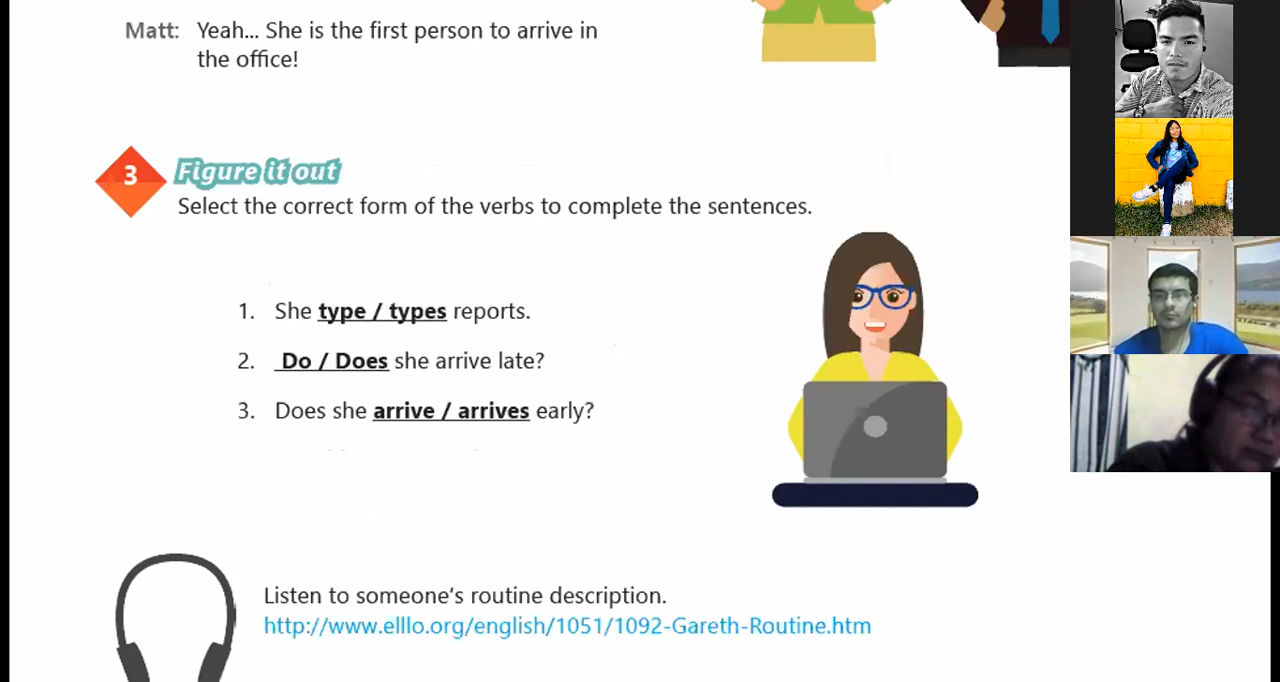 Matt: Yeah... She is the first person to arrive in
the office!
3 Figure it out
Select the correct form of the verbs to complete the sentences.
1. She type / types reports.
2. Do / Does she arrive late?
3. Does she arrive / arrives early?
Listen to someone's routine description.
http://www.elllo.org/english/1051/1092-Gareth-Routine.htm